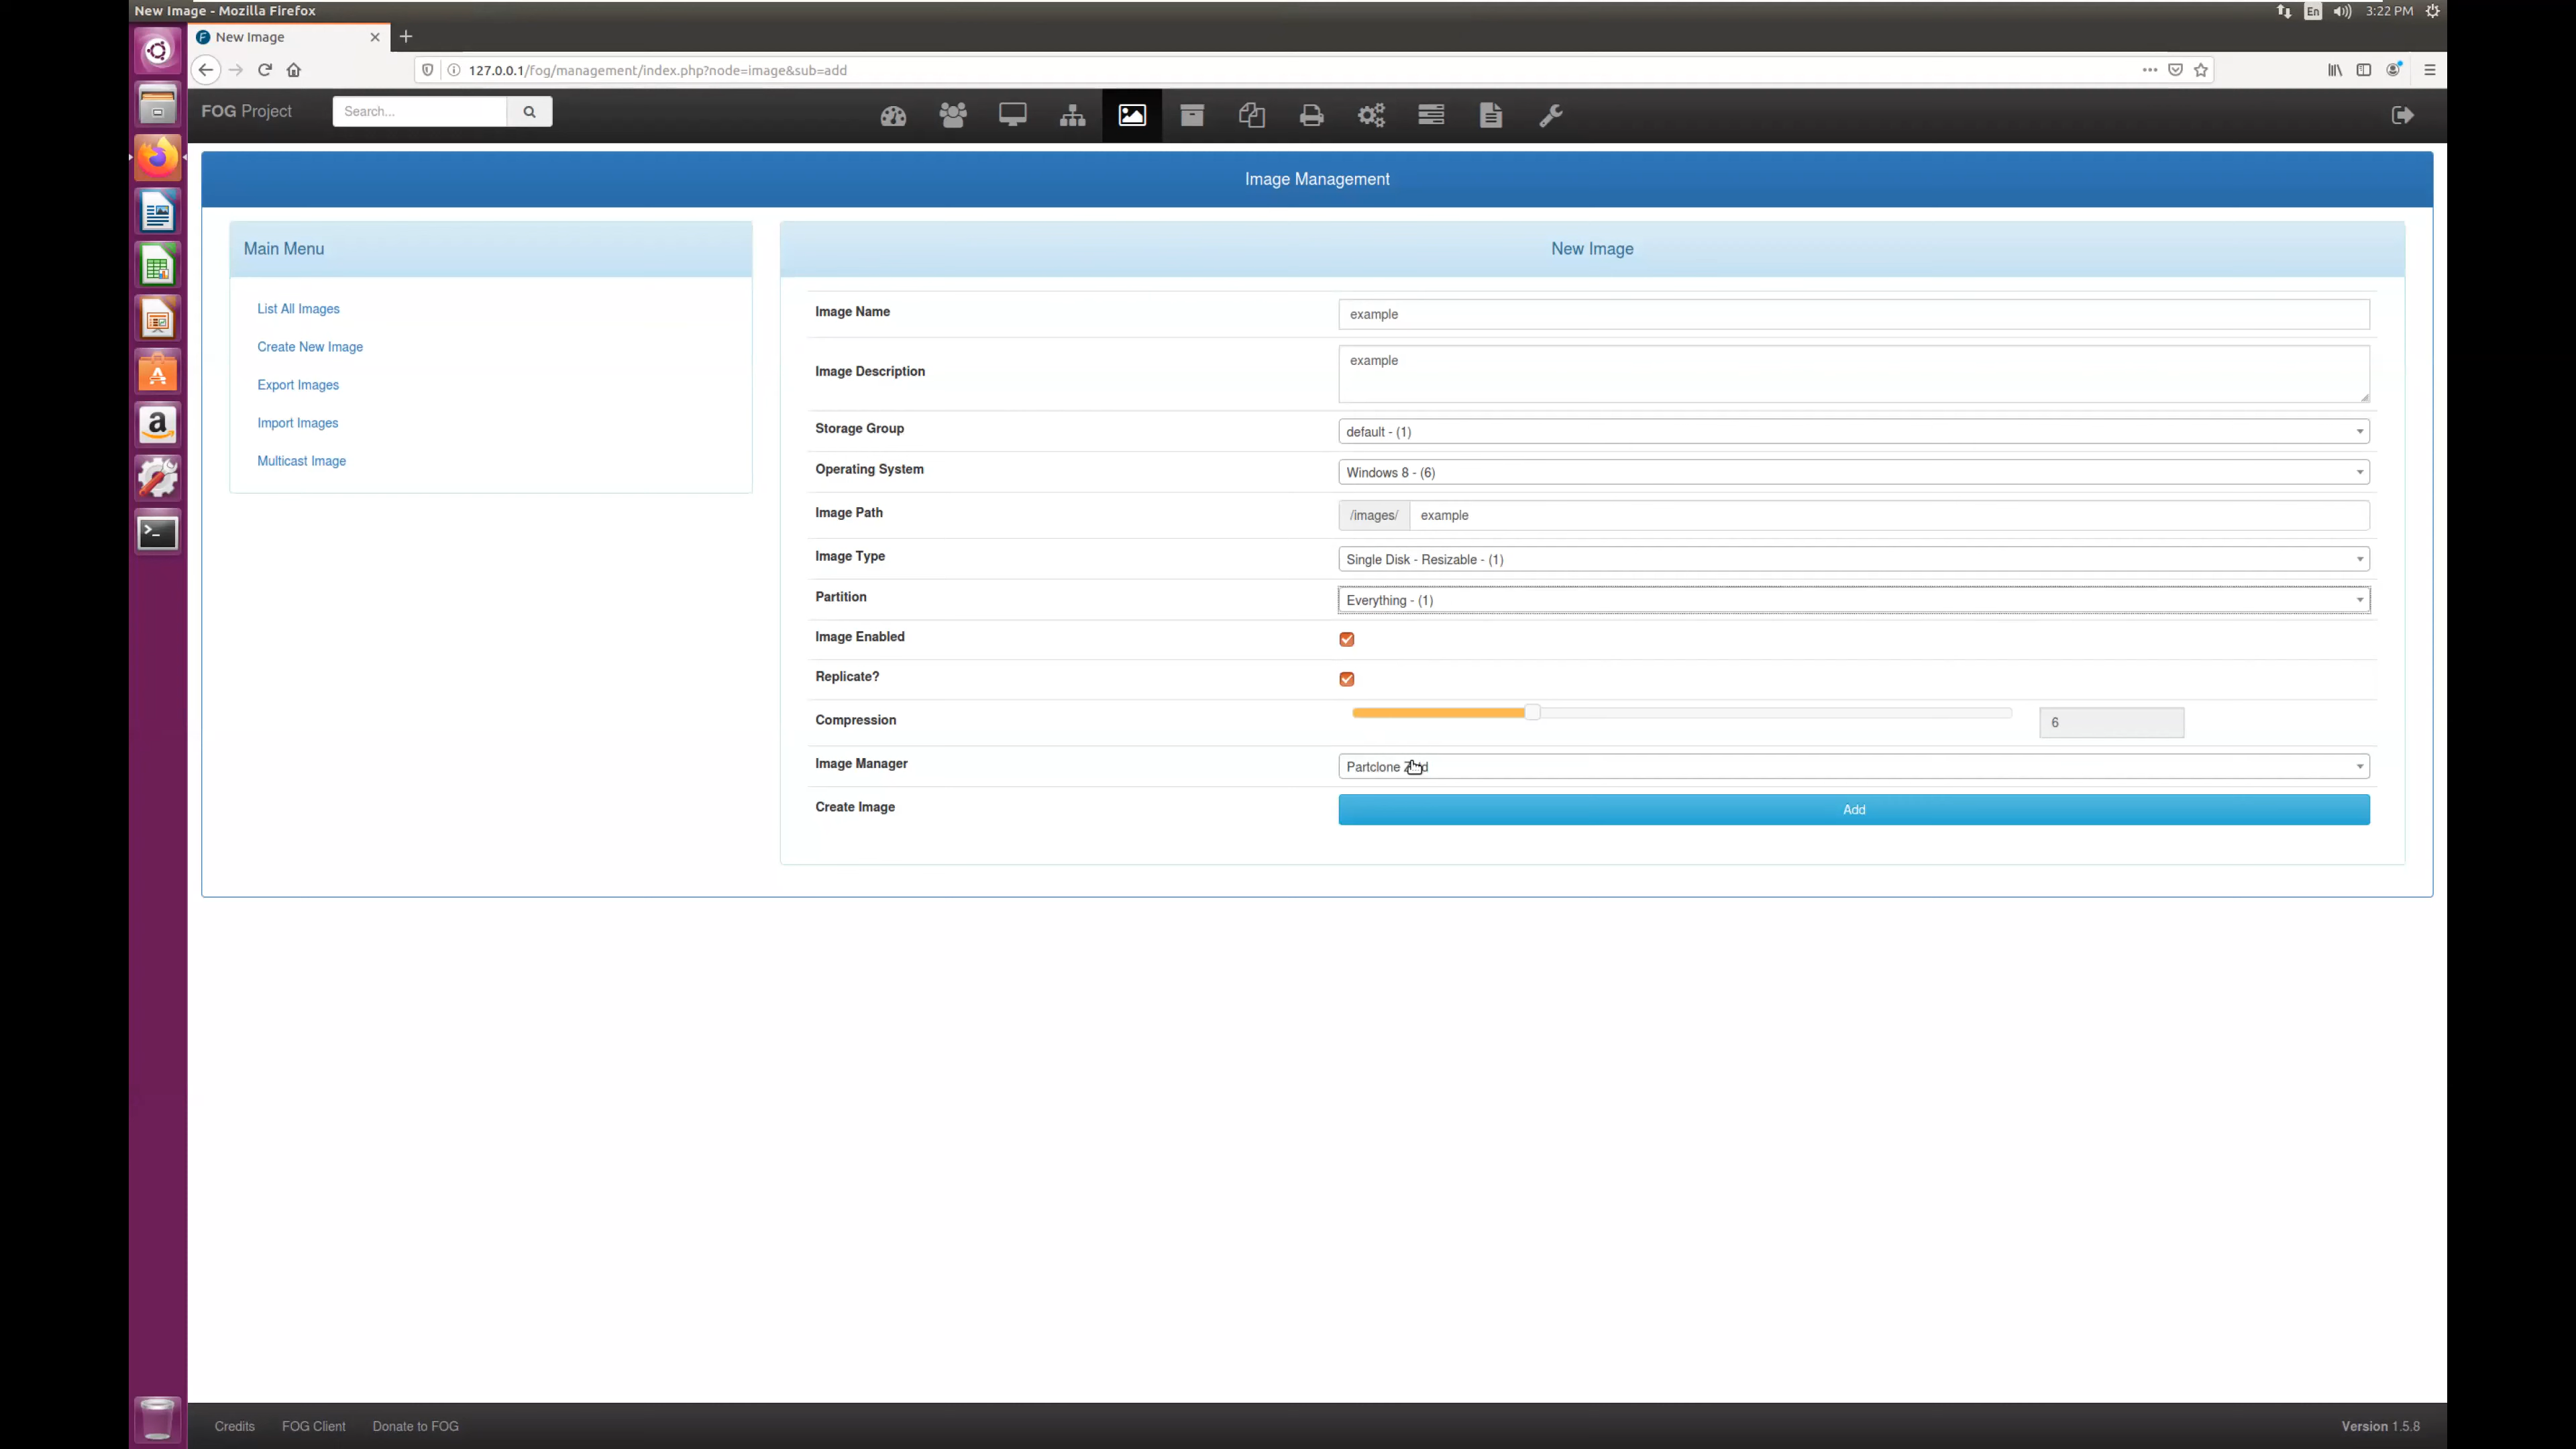 New Image - Mozilla Firefox
En
3:22 PM
New Image
127.0.0.1/fog/management/index.php?node=image&sub=add
FOG Project
Search...
Image Management
Main Menu
List All Images
Create New Image
Export Images
Import Images
Multicast Image
New Image
Image Name
example
Image Description
example
Storage Group
default - (1)
Operating System
Windows 8 - (6)
Image Path
/images/
example
Image Type
Single Disk - Resizable - (1)
Partition
Everything - (1)
Image Enabled
Replicate?
Compression
6
Image Manager
Partclone
Create Image
Add
Credits
FOG Client
Donate to FOG
Version 1.5.8